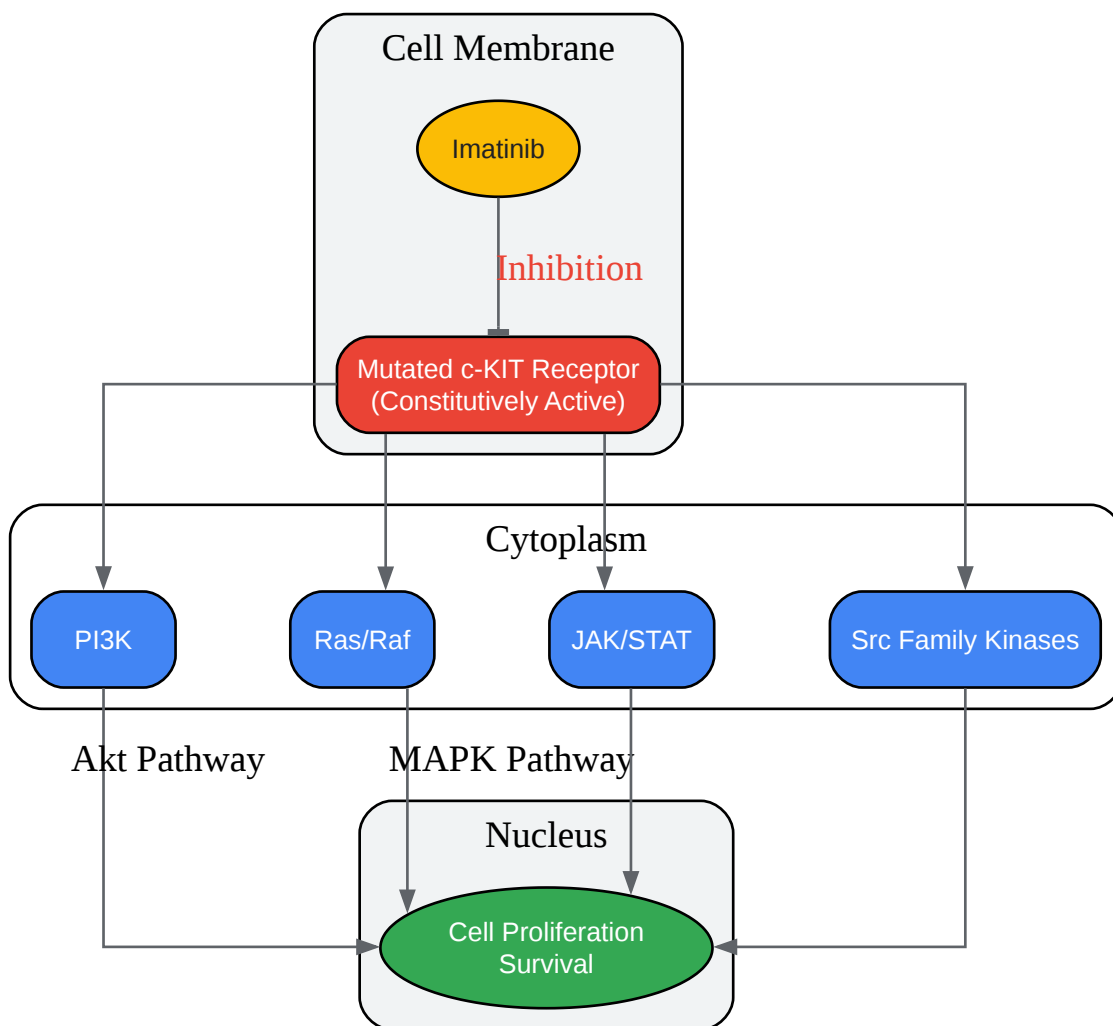 Cell Membrane
Imatinib
Inhibition
Mutated c-KIT Receptor
(Constitutively Active)
Cytoplasm
PI3K
Ras/Raf
JAK/STAT
Src Family Kinases
Akt Pathway
MAPK Pathway
Nucleus
Cell Proliferation
Survival